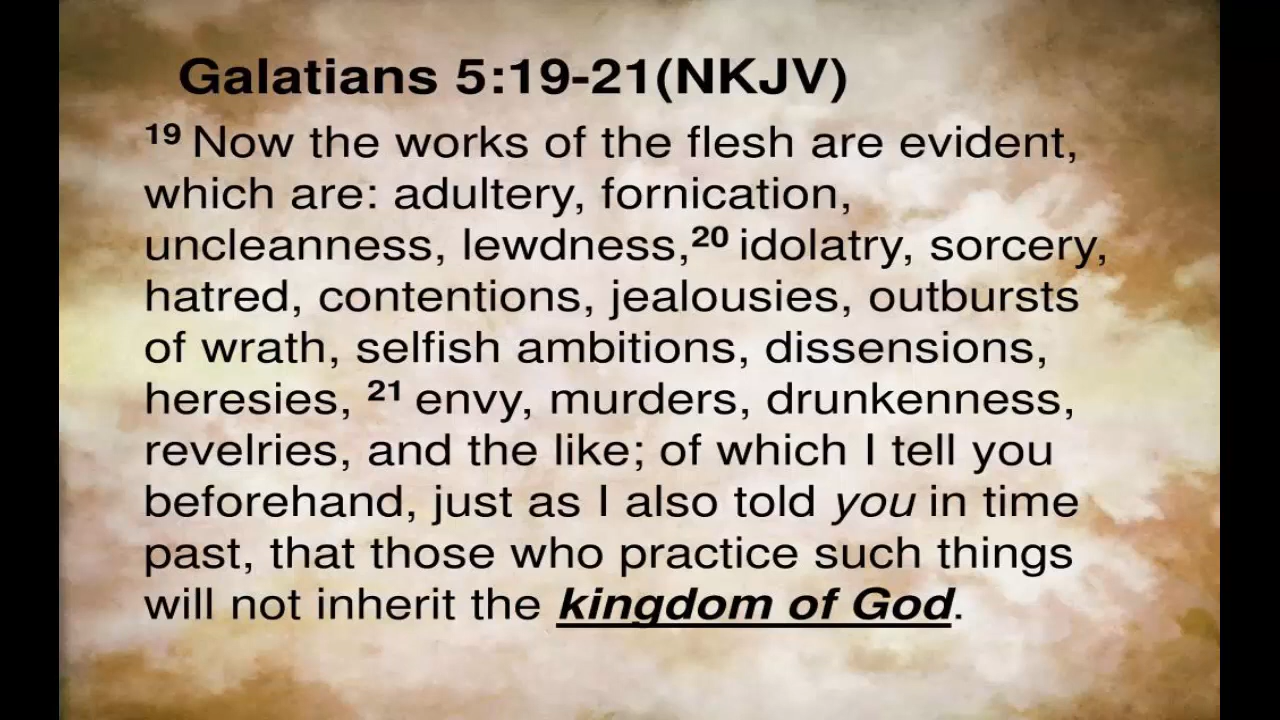 Galatians 5:19-21(NKJV)
19 Now the works of the flesh are evident,
which are: adultery, fornication,
uncleanness, lewdness,20 idolatry, sorcery,
hatred, contentions, jealousies, outbursts
of wrath, selfish ambitions, dissensions,
heresies, 21 envy, murders, drunkenness,
revelries, and the like; of which I tell you
beforehand, just as I also told you in time
past, that those who practice such things
will not inherit the kingdom of God.